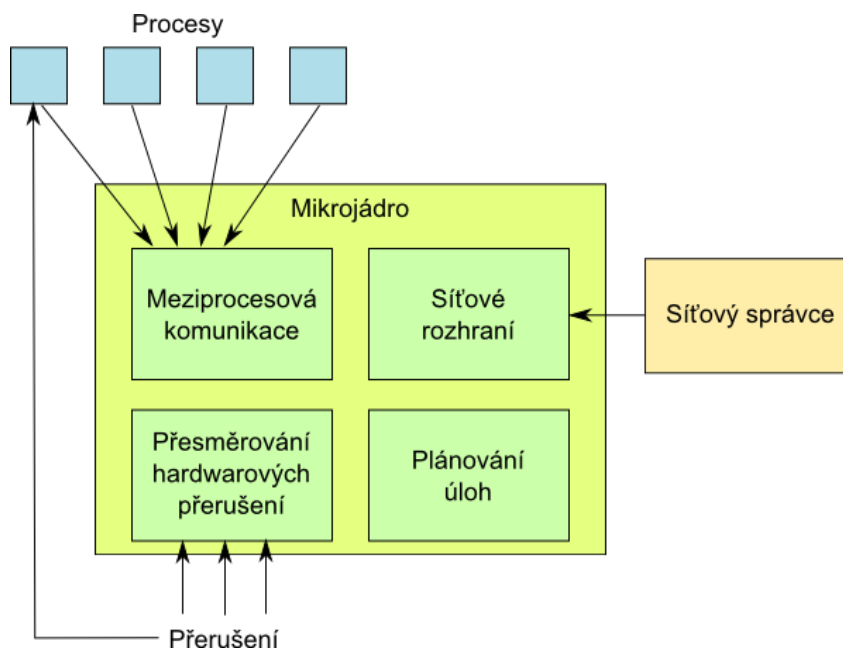 Procesy
Mikrojádro
Meziprocesová
komunikace
Síťové
rozhraní
Síťový správce
Přesměrování
hardwarových
přerušení
Plánování
úloh
Přerušení